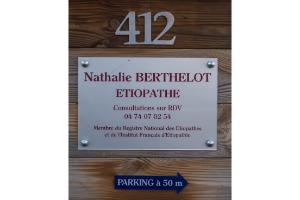 412
Nathalie BERTHELOT
ETIOPATHE
Consultations sur RDV
04 74 07 02 54
Membre du Registre National des Etiopathes
et de l'Institut Français d'Etiopathie
PARKING à 50 m